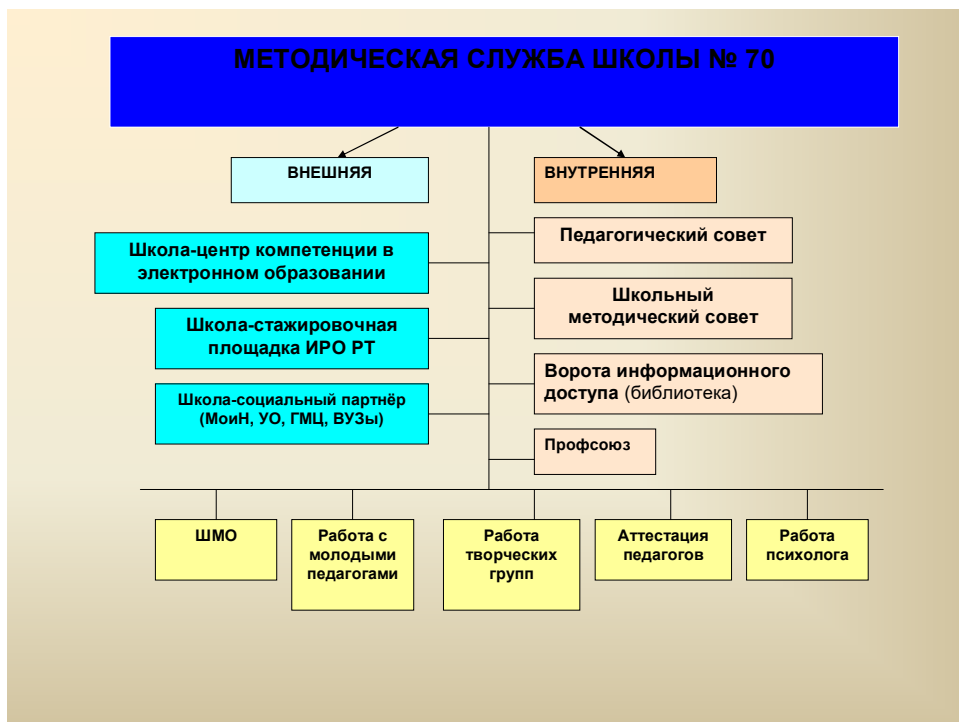 МЕТОДИЧЕСКАЯ СЛУЖБА ШКОЛЫ № 70
ВНЕШНЯЯ
ВНУТРЕННЯЯ
Школа-центр компетенции в
электронном образовании
Школа-стажировочная
площадка ИРО РТ
Школа-социальный партнёр
(МоиН, УО, ГМЦ, ВУЗы)
Педагогический совет
Школьный
методический совет
Ворота информационного
доступа (библиотека)
Профсоюз
ШМО
Работа с
молодыми
педагогами
Работа
творческих
групп
Аттестация
педагогов
Работа
психолога